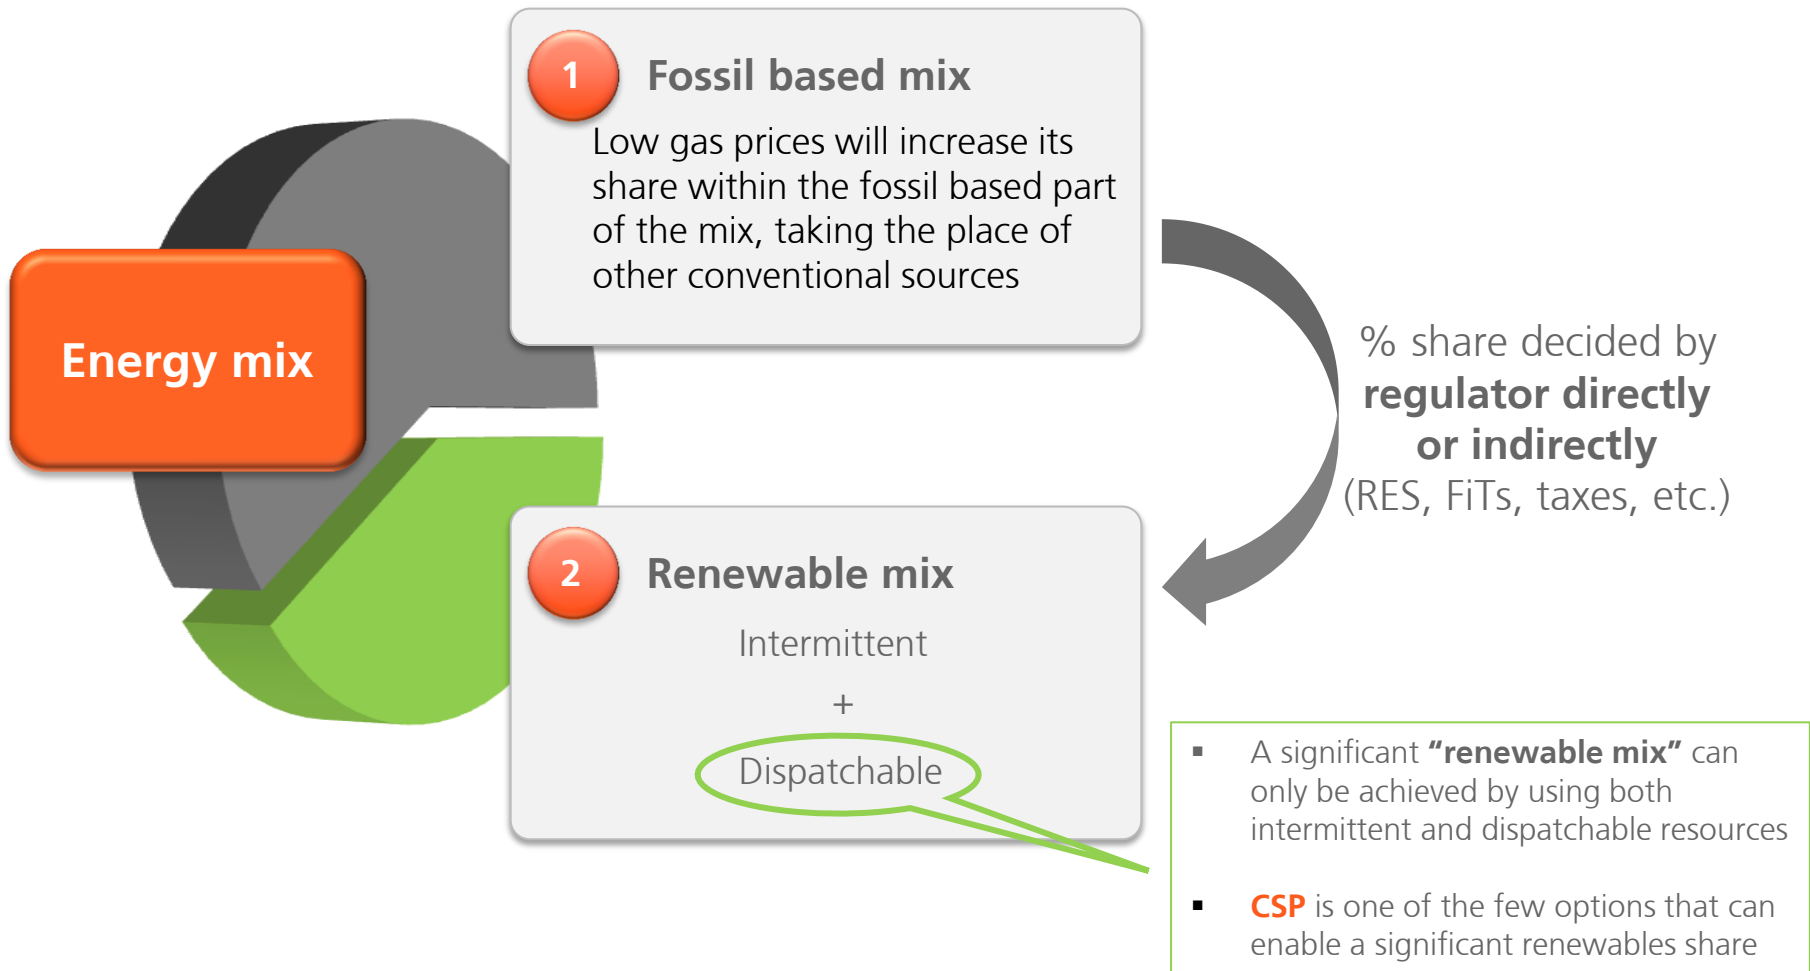 1
Fossil based mix
Low gas prices will increase its
share within the fossil based part
of the mix, taking the place of
other conventional sources
Energy mix
% share decided by
regulator directly
or indirectly
(RES, FiTs, taxes, etc.)
2
Renewable mix
Intermittent
+
Dispatchable
▪ A significant “renewable mix” can
only be achieved by using both
intermittent and dispatchable resources
▪ CSP is one of the few options that can
enable a significant renewables share